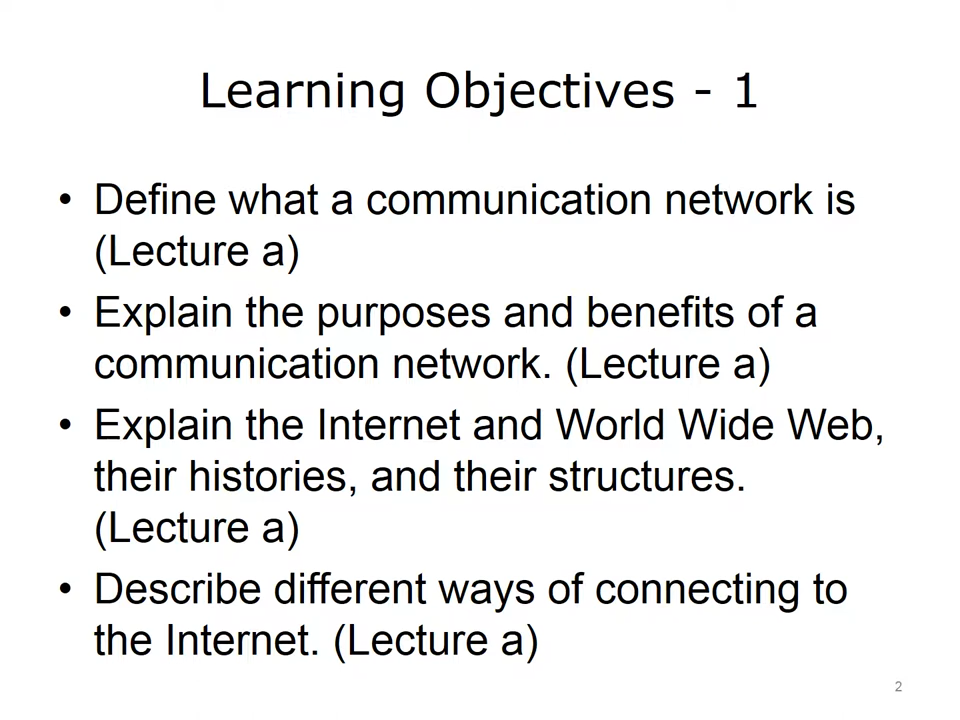 Learning Objectives - 1
• Define what a communication network is
(Lecture a)
• Explain the purposes and benefits of a
communication network. (Lecture a)
• Explain the Internet and World Wide Web,
their histories, and their structures.
(Lecture a)
• Describe different ways of connecting to
the Internet. (Lecture a)
2